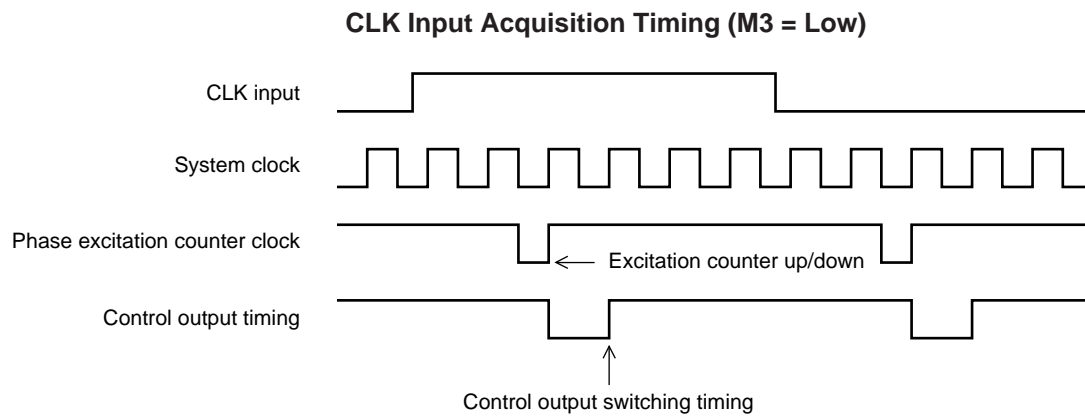 CLK Input Acquisition Timing (M3 = Low)
CLK input
System clock
Phase excitation counter clock
Excitation counter up/down
Control output timing
Control output switching timing